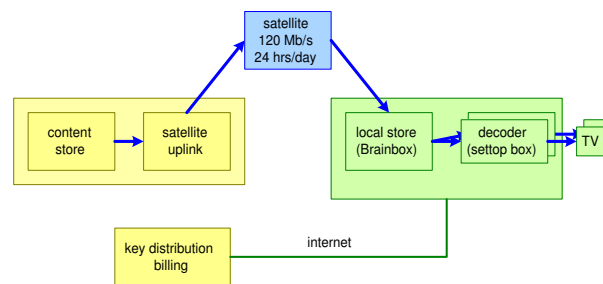 satellite
120 Mb/s
24 hrs/day
content
store
satellite
uplink
local store
(Brainbox)
decoder
(settop box)
TV
key distribution
billing
internet